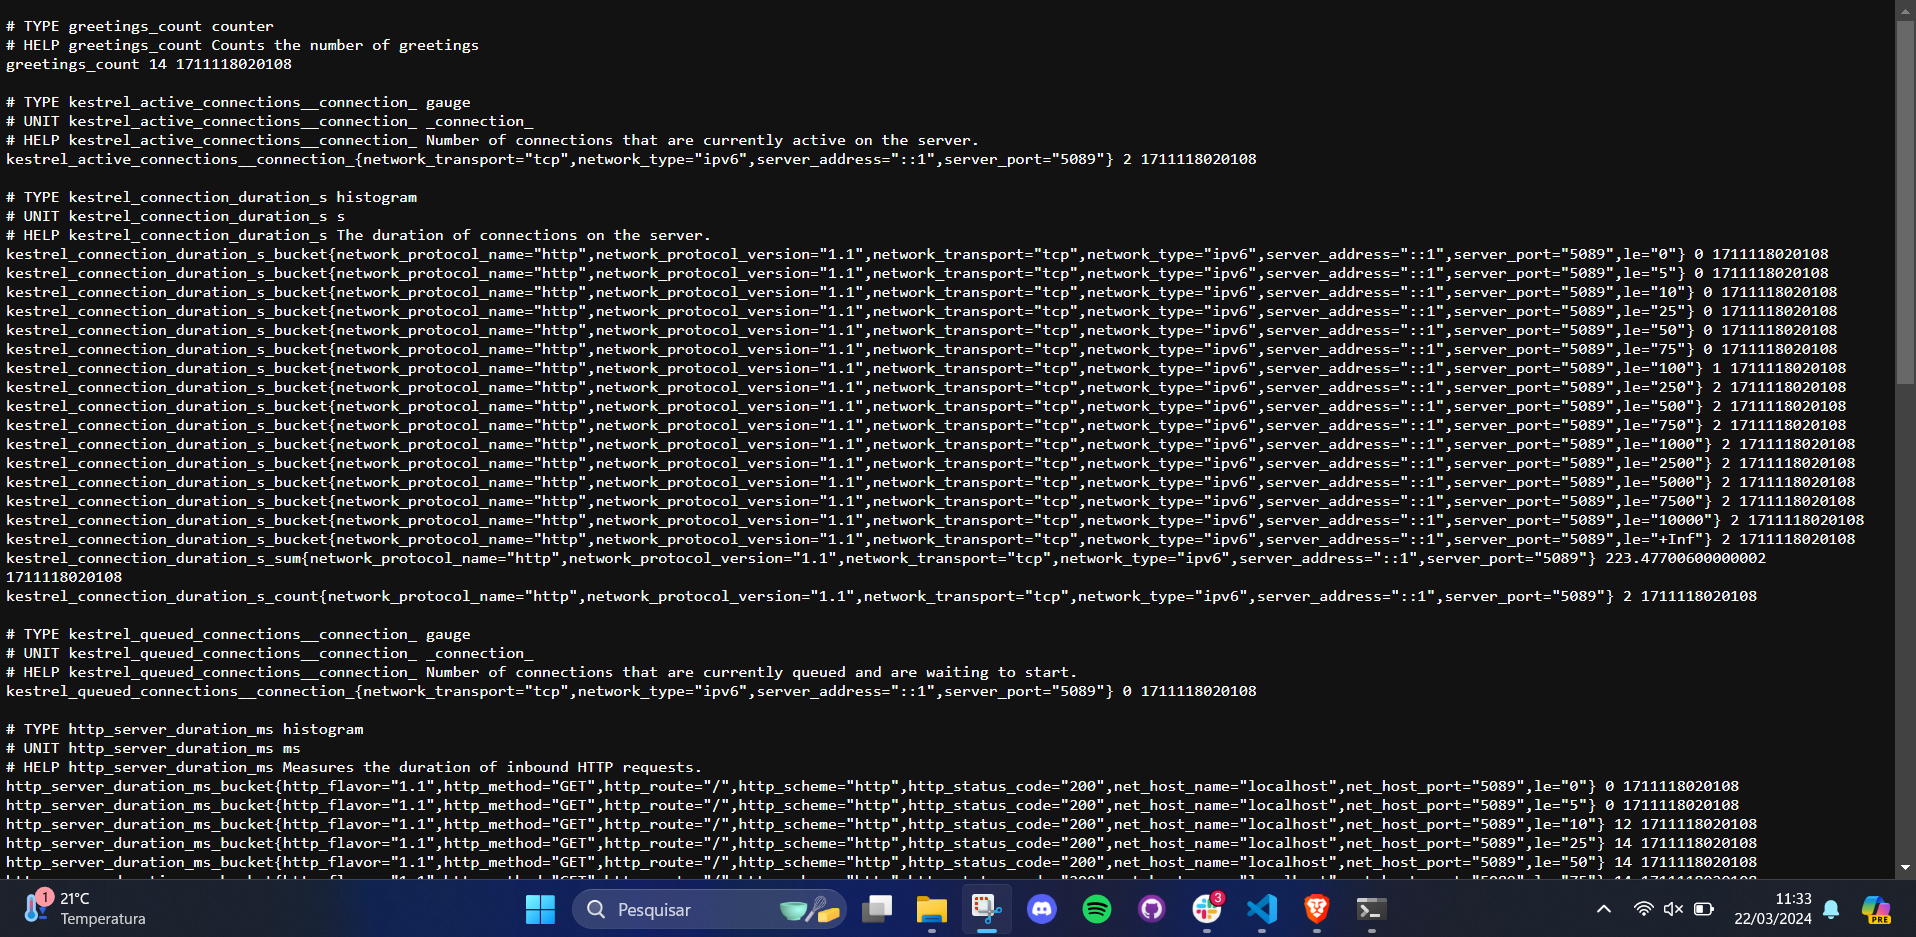 # TYPE greetings_count counter
# HELP greetings_count Counts the number of greetings
greetings_count 14 1711118020108
# TYPE kestrel_active_connections__connection_ gauge
# UNIT kestrel_active_connections__connection_ _connection_
# HELP kestrel_active_connections__connection_ Number of connections that are currently active on the server.
kestrel_active_connections__connection_{network_transport="tcp",network_type="ipv6",server_address="::1",server_port="5089"} 2 1711118020108
# TYPE kestrel_connection_duration_s histogram
# UNIT kestrel_connection_duration_s s
# HELP kestrel_connection_duration_s The duration of connections on the server.
kestrel_connection_duration_s_bucket{network_protocol_name="http",network_protocol_version="1.1",network_transport="tcp",network_type="ipv6",server_address="::1",server_port="5089",le="0"} 0 1711118020108
kestrel_connection_duration_s_bucket{network_protocol_name="http",network_protocol_version="1.1",network_transport="tcp",network_type="ipv6",server_address="::1",server_port="5089",le="5"} 0 1711118020108
kestrel_connection_duration_s_bucket{network_protocol_name="http",network_protocol_version="1.1",network_transport="tcp",network_type="ipv6",server_address="::1",server_port="5089",le="10"} 0 1711118020108
kestrel_connection_duration_s_bucket{network_protocol_name="http",network_protocol_version="1.1",network_transport="tcp",network_type="ipv6",server_address="::1",server_port="5089",le="25"} 0 1711118020108
kestrel_connection_duration_s_bucket{network_protocol_name="http",network_protocol_version="1.1",network_transport="tcp",network_type="ipv6",server_address="::1",server_port="5089",le="50"} 0 1711118020108
kestrel_connection_duration_s_bucket{network_protocol_name="http",network_protocol_version="1.1",network_transport="tcp",network_type="ipv6",server_address="::1",server_port="5089",le="75"} 0 1711118020108
kestrel_connection_duration_s_bucket{network_protocol_name="http",network_protocol_version="1.1",network_transport="tcp",network_type="ipv6",server_address="::1",server_port="5089",le="100"} 1 1711118020108
kestrel_connection_duration_s_bucket{network_protocol_name="http",network_protocol_version="1.1",network_transport="tcp",network_type="ipv6",server_address="::1",server_port="5089",le="250"} 2 1711118020108
kestrel_connection_duration_s_bucket{network_protocol_name="http",network_protocol_version="1.1",network_transport="tcp",network_type="ipv6",server_address="::1",server_port="5089",le="500"} 2 1711118020108
kestrel_connection_duration_s_bucket{network_protocol_name="http",network_protocol_version="1.1",network_transport="tcp",network_type="ipv6",server_address="::1",server_port="5089",le="750"} 2 1711118020108
kestrel_connection_duration_s_bucket{network_protocol_name="http",network_protocol_version="1.1",network_transport="tcp",network_type="ipv6",server_address="::1",server_port="5089",le="1000"} 2 1711118020108
kestrel_connection_duration_s_bucket{network_protocol_name="http",network_protocol_version="1.1",network_transport="tcp",network_type="ipv6",server_address="::1",server_port="5089",le="2500"} 2 1711118020108
kestrel_connection_duration_s_bucket{network_protocol_name="http",network_protocol_version="1.1",network_transport="tcp",network_type="ipv6",server_address="::1",server_port="5089",le="5000"} 2 1711118020108
kestrel_connection_duration_s_bucket{network_protocol_name="http",network_protocol_version="1.1",network_transport="tcp",network_type="ipv6",server_address="::1",server_port="5089",le="7500"} 2 1711118020108
kestrel_connection_duration_s_bucket{network_protocol_name="http",network_protocol_version="1.1",network_transport="tcp",network_type="ipv6",server_address="::1",server_port="5089",le="10000"} 2 1711118020108
kestrel_connection_duration_s_bucket{network_protocol_name="http",network_protocol_version="1.1",network_transport="tcp",network_type="ipv6",server_address="::1",server_port="5089",le="+Inf"} 2 1711118020108
kestrel_connection_duration_s_sum{network_protocol_name="http",network_protocol_version="1.1",network_transport="tcp",network_type="ipv6",server_address="::1",server_port="5089"} 223.47700600000002
1711118020108
kestrel_connection_duration_s_count{network_protocol_name="http",network_protocol_version="1.1",network_transport="tcp",network_type="ipv6",server_address="::1",server_port="5089"} 2 1711118020108
# TYPE kestrel_queued_connections__connection_ gauge
# UNIT kestrel_queued_connections__connection_ _connection_
# HELP kestrel_queued_connections__connection_ Number of connections that are currently queued and are waiting to start.
kestrel_queued_connections__connection_{network_transport="tcp",network_type="ipv6",server_address="::1",server_port="5089"} 0 1711118020108
# TYPE http_server_duration_ms histogram
# UNIT http_server_duration_ms ms
# HELP http_server_duration_ms Measures the duration of inbound HTTP requests.
http_server_duration_ms_bucket{http_flavor="1.1",http_method="GET",http_route="/",http_scheme="http",http_status_code="200",net_host_name="localhost",net_host_port="5089",le="0"} 0 1711118020108
http_server_duration_ms_bucket{http_flavor="1.1",http_method="GET",http_route="/",http_scheme="http",http_status_code="200",net_host_name="localhost",net_host_port="5089",le="5"} 0 1711118020108
http_server_duration_ms_bucket{http_flavor="1.1",http_method="GET",http_route="/",http_scheme="http",http_status_code="200",net_host_name="localhost",net_host_port="5089",le="10"} 12 1711118020108
http_server_duration_ms_bucket{http_flavor="1.1",http_method="GET",http_route="/",http_scheme="http",http_status_code="200",net_host_name="localhost",net_host_port="5089",le="25"} 14 1711118020108
http_server_duration_ms_bucket{http_flavor="1.1",http_method="GET",http_route="/",http_scheme="http",http_status_code="200",net_host_name="localhost",net_host_port="5089",le="50"} 14 1711118020108
1
21°C
Temperatura
Pesquisar
3
11:33
22/03/2024
PRE